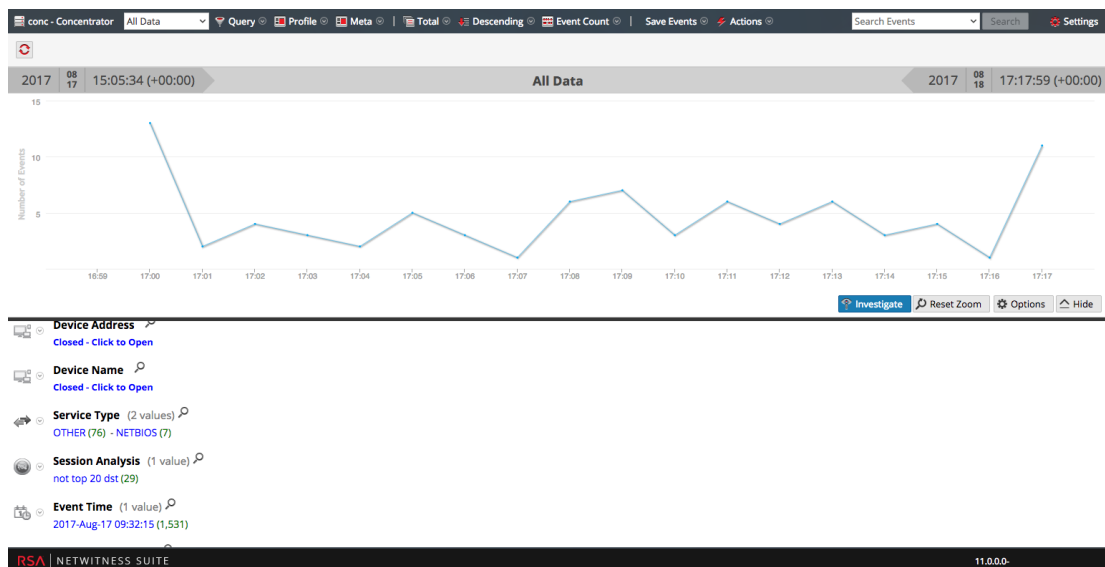 conc - Concentrator All Data Query Profile Meta | Total Descending Event Count | Save Events Actions Search Events Search Settings
2017 08 17 15:05:34 (+00:00) All Data 2017 08 18 17:17:59 (+00:00)
15
10
5
Number of Events
16:59 17:00 17:01 17:02 17:03 17:04 17:05 17:06 17:07 17:08 17:09 17:10 17:11 17:12 17:13 17:14 17:15 17:16 17:17
Investigate Reset Zoom Options Hide
Device Address
Closed - Click to Open
Device Name
Closed - Click to Open
Service Type (2 values)
OTHER (76) - NETBIOS (7)
Session Analysis (1 value)
not top 20 dst (29)
Event Time (1 value)
2017-Aug-17 09:32:15 (1,531)
RSA | NETWITNESS SUITE 11.0.0.0-